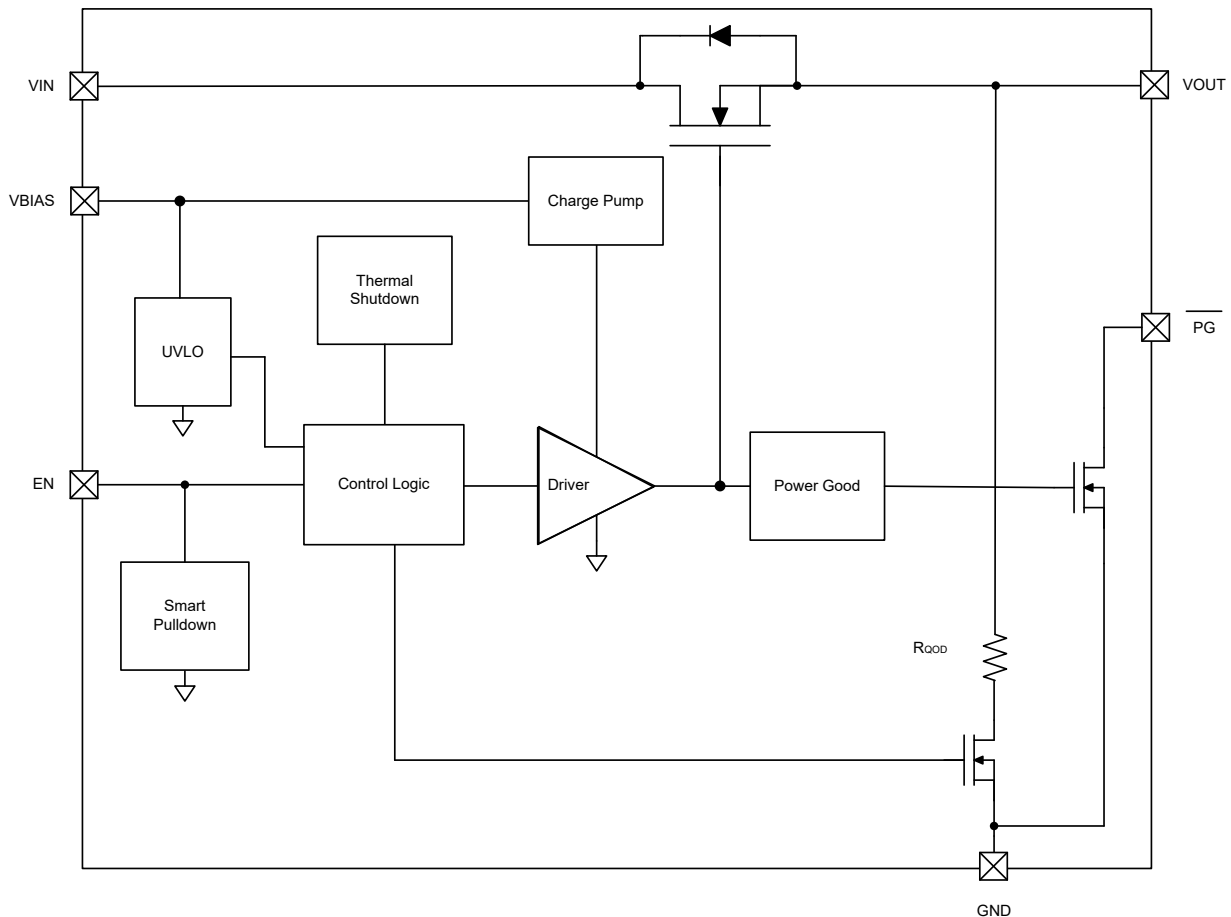 VIN
VOUT
VBIAS
Charge Pump
Thermal
Shutdown
PG
UVLO
EN
Control Logic
Driver
Power Good
Smart
Pulldown
RQOD
GND